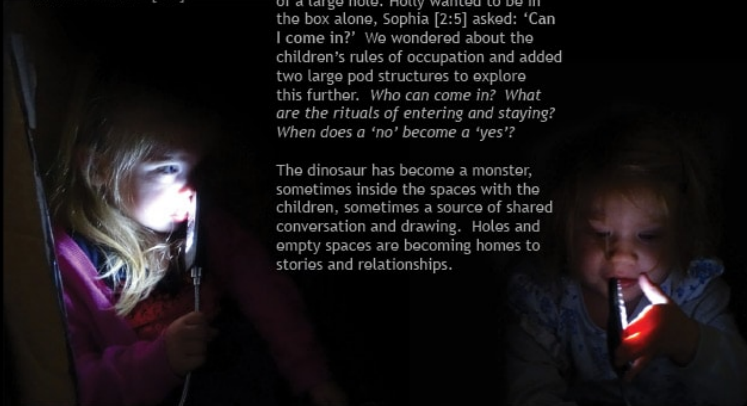 of a large hole. Holly wanted to be in
the box alone, Sophia [2:5] asked: ‘Can
I come in?’ We wondered about the
children’s rules of occupation and added
two large pod structures to explore
this further. Who can come in? What
are the rituals of entering and staying?
When does a ‘no’ become a ‘yes’?
The dinosaur has become a monster,
sometimes inside the spaces with the
children, sometimes a source of shared
conversation and drawing. Holes and
empty spaces are becoming homes to
stories and relationships.